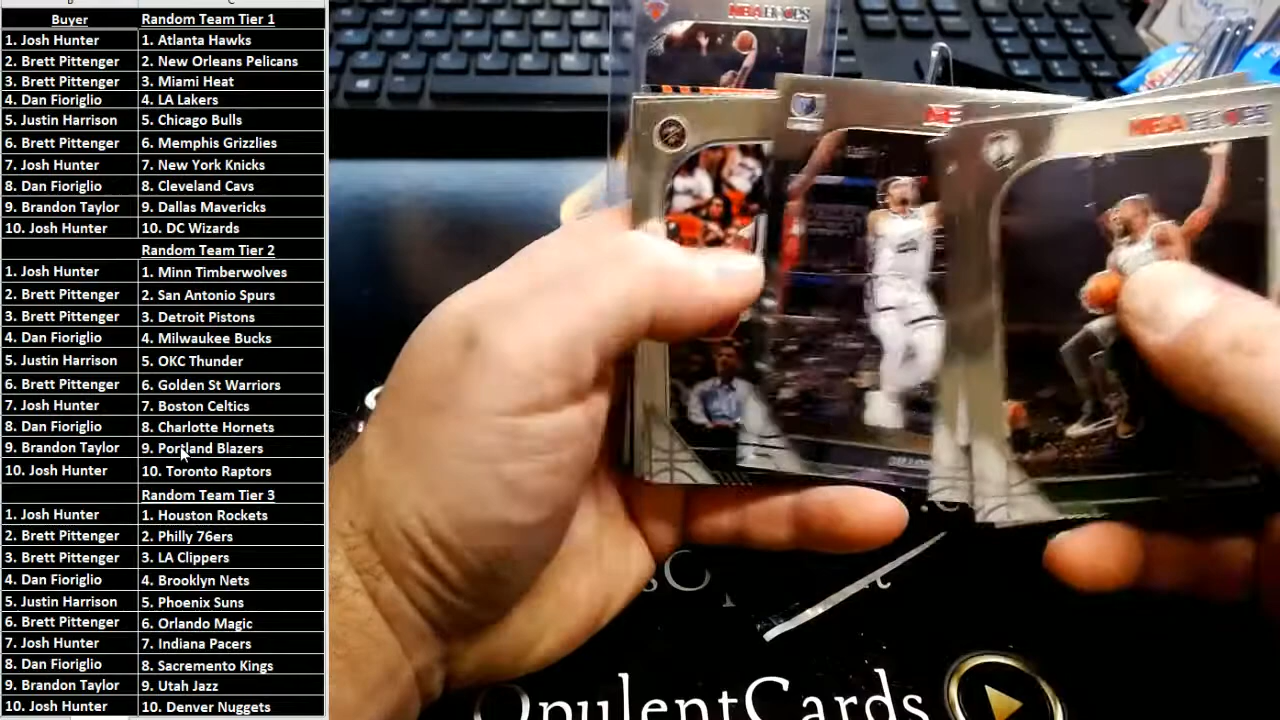 Buyer Random Team Tier 1
1. Josh Hunter 1. Atlanta Hawks
2. Brett Pittenger 2. New Orleans Pelicans
3. Brett Pittenger 3. Miami Heat
4. Dan Fioriglio 4. LA Lakers
5. Justin Harrison 5. Chicago Bulls
6. Brett Pittenger 6. Memphis Grizzlies
7. Josh Hunter 7. New York Knicks
8. Dan Fioriglio 8. Cleveland Cavs
9. Brandon Taylor 9. Dallas Mavericks
10. Josh Hunter 10. DC Wizards
Random Team Tier 2
1. Josh Hunter 1. Minn Timberwolves
2. Brett Pittenger 2. San Antonio Spurs
3. Brett Pittenger 3. Detroit Pistons
4. Dan Fioriglio 4. Milwaukee Bucks
5. Justin Harrison 5. OKC Thunder
6. Brett Pittenger 6. Golden St Warriors
7. Josh Hunter 7. Boston Celtics
8. Dan Fioriglio 8. Charlotte Hornets
9. Brandon Taylor 9. Portland Blazers
10. Josh Hunter 10. Toronto Raptors
Random Team Tier 3
1. Josh Hunter 1. Houston Rockets
2. Brett Pittenger 2. Philly 76ers
3. Brett Pittenger 3. LA Clippers
4. Dan Fioriglio 4. Brooklyn Nets
5. Justin Harrison 5. Phoenix Suns
6. Brett Pittenger 6. Orlando Magic
7. Josh Hunter 7. Indiana Pacers
8. Dan Fioriglio 8. Sacremento Kings
9. Brandon Taylor 9. Utah Jazz
10. Josh Hunter 10. Denver Nuggets
NBA HOOPS
NBA HOOPS
OpulentCards